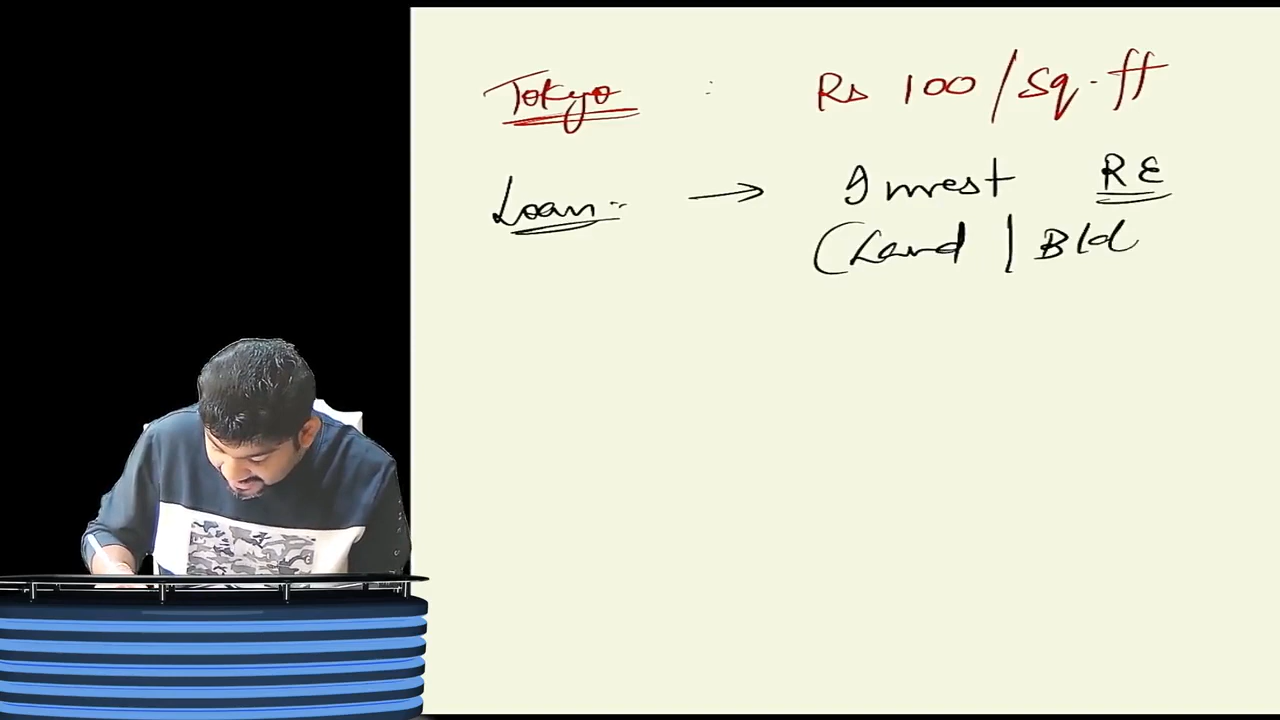 Tokyo : Rs 100/Sq.ft
Loan :- → Invest RE
(Land | Bld